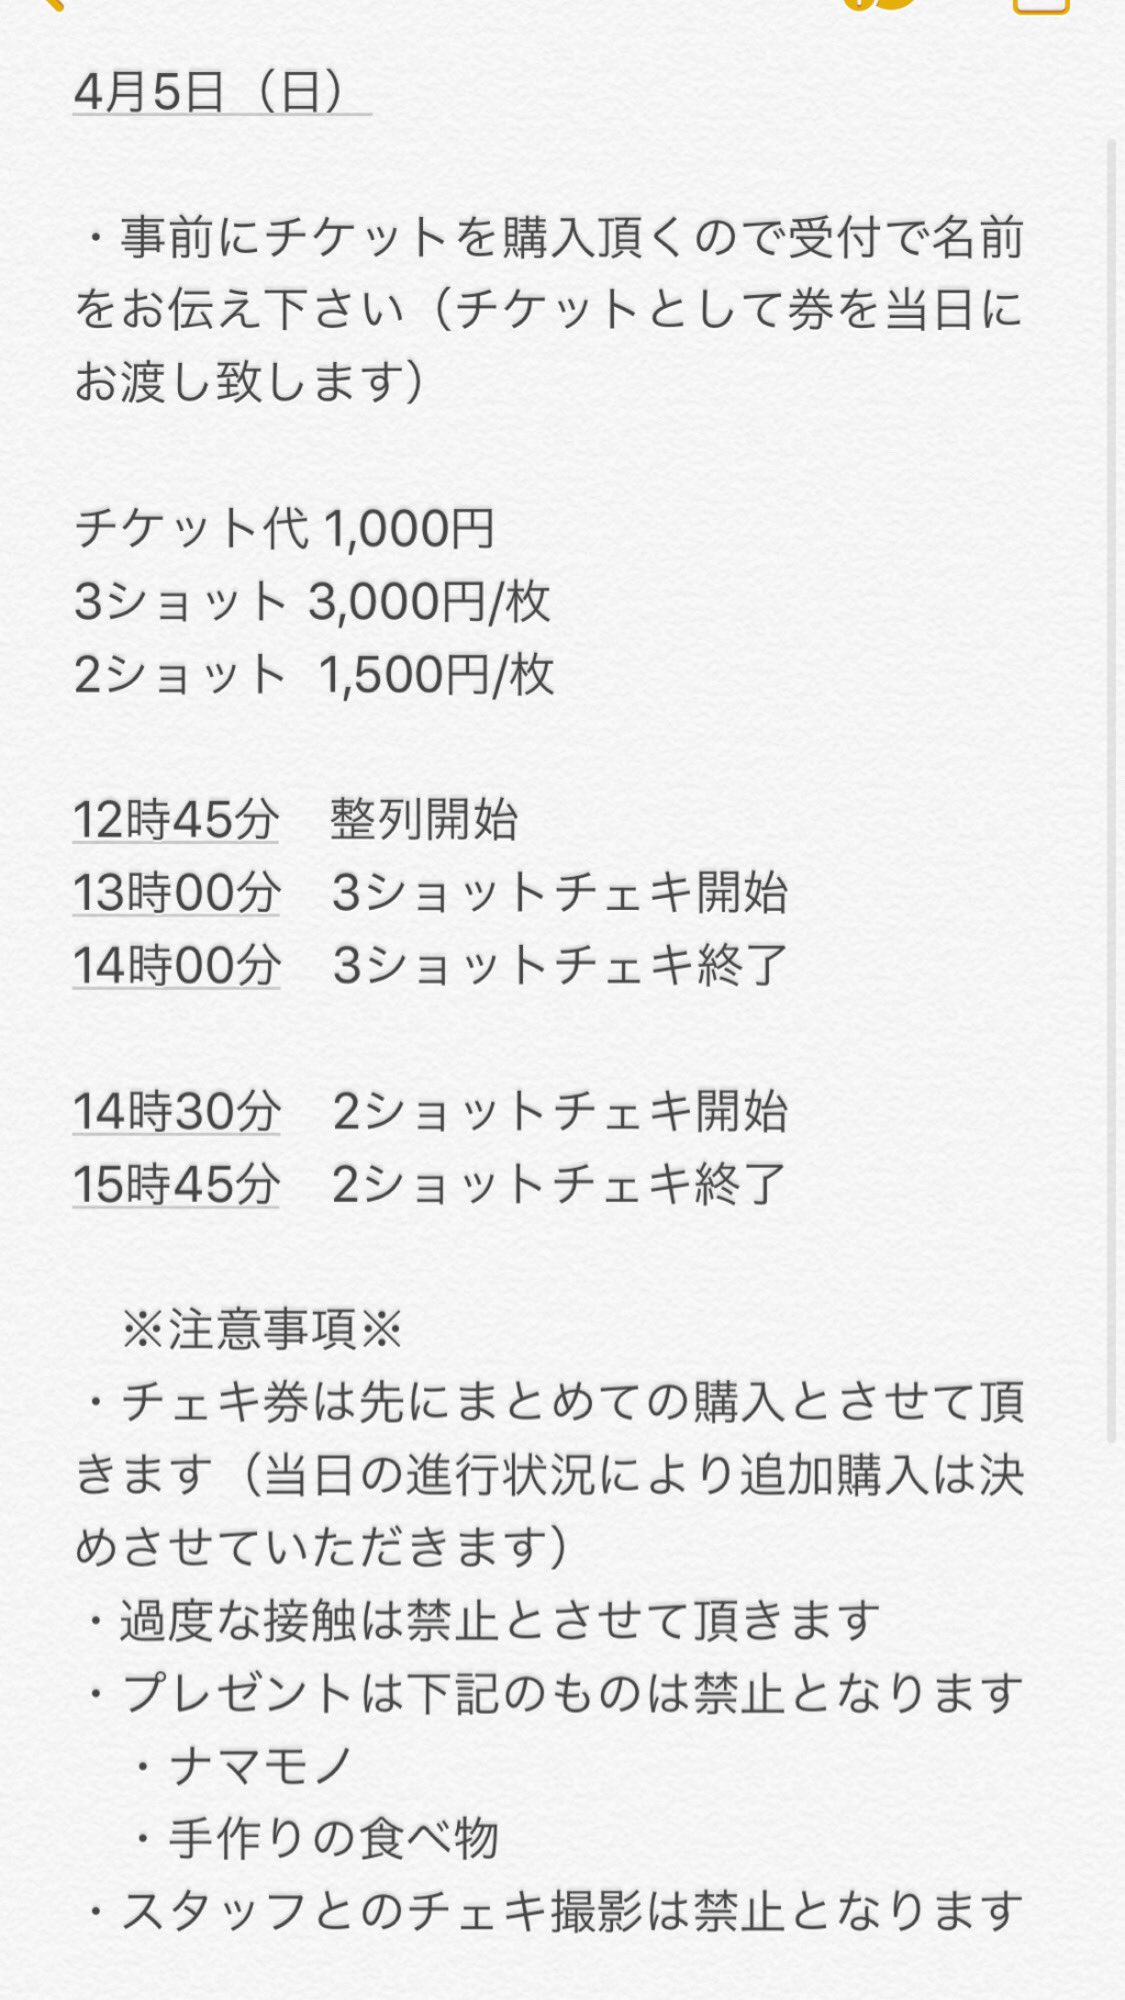 4月5日（日）
・事前にチケットを購入頂くので受付で名前
をお伝え下さい（チケットとして券を当日に
お渡し致します）
チケット代 1,000円
3ショット 3,000円/枚
2ショット  1,500円/枚
12時45分　整列開始
13時00分　3ショットチェキ開始
14時00分　3ショットチェキ終了
14時30分　2ショットチェキ開始
15時45分　2ショットチェキ終了
※注意事項※
・チェキ券は先にまとめての購入とさせて頂
きます（当日の進行状況により追加購入は決
めさせていただきます）
・過度な接触は禁止とさせて頂きます
・プレゼントは下記のものは禁止となります
・ナマモノ
・手作りの食べ物
・スタッフとのチェキ撮影は禁止となります